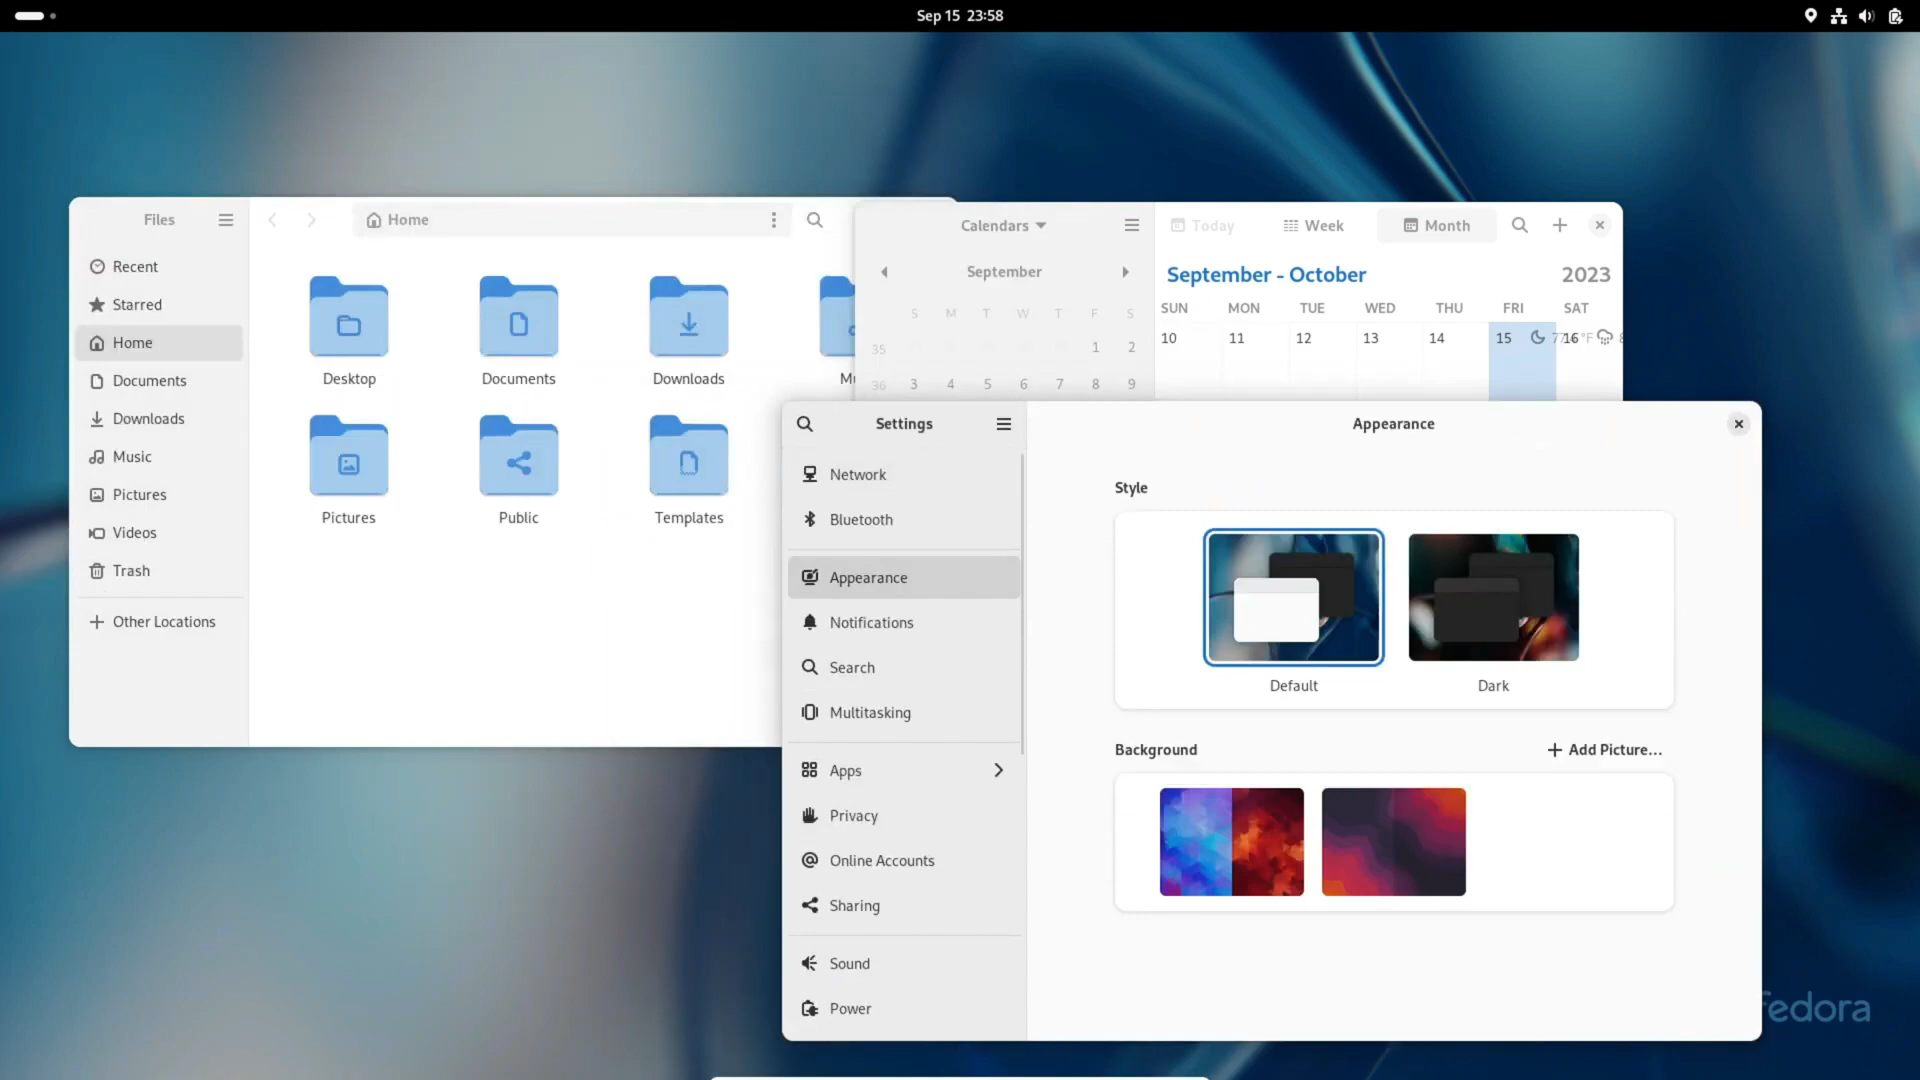 Sep 15 23:58
Files
Home
Recent
Starred
Home
Documents
Downloads
Music
Pictures
Videos
Trash
Other Locations
Desktop
Documents
Downloads
Mu
Pictures
Public
Templates
Calendars
September
S M T W T F S
35 1 2
36 3 4 5 6 7 8 9
Today Week Month
September - October 2023
SUN MON TUE WED THU FRI SAT
10 11 12 13 14 15 16
Settings
Network
Bluetooth
Appearance
Notifications
Search
Multitasking
Apps
Privacy
Online Accounts
Sharing
Sound
Power
Appearance
Style
Default
Dark
Background
Add Picture...
fedora